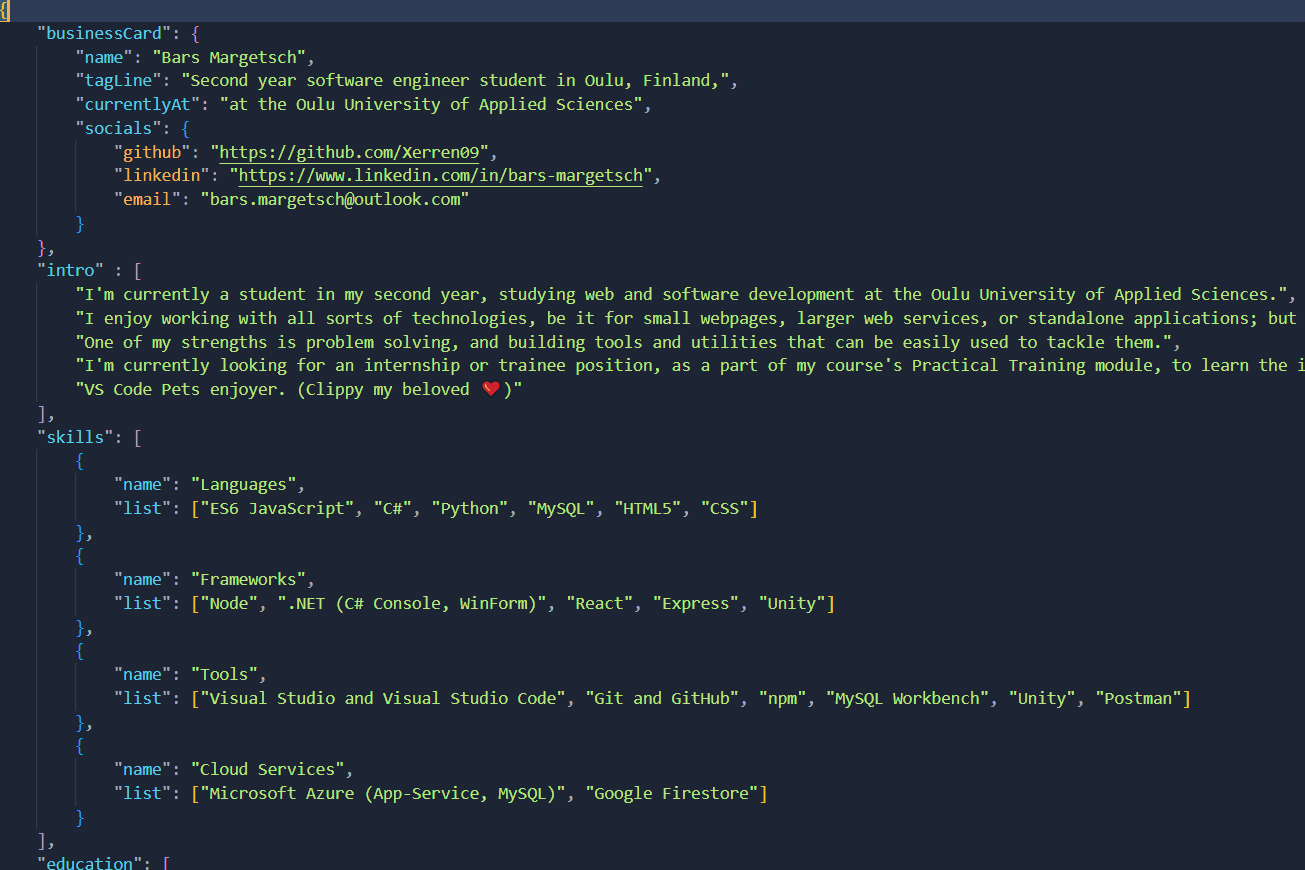 {
    "businessCard": {
        "name": "Bars Margetsch",
        "tagLine": "Second year software engineer student in Oulu, Finland,",
        "currentlyAt": "at the Oulu University of Applied Sciences",
        "socials": {
            "github": "https://github.com/Xerren09",
            "linkedin": "https://www.linkedin.com/in/bars-margetsch",
            "email": "bars.margetsch@outlook.com"
        }
    },
    "intro" : [
        "I'm currently a student in my second year, studying web and software development at the Oulu University of Applied Sciences.",
        "I enjoy working with all sorts of technologies, be it for small webpages, larger web services, or standalone applications; but
        "One of my strengths is problem solving, and building tools and utilities that can be easily used to tackle them.",
        "I'm currently looking for an internship or trainee position, as a part of my course's Practical Training module, to learn the
        "VS Code Pets enjoyer. (Clippy my beloved ❤️)"
    ],
    "skills": [
        {
            "name": "Languages",
            "list": ["ES6 JavaScript", "C#", "Python", "MySQL", "HTML5", "CSS"]
        },
        {
            "name": "Frameworks",
            "list": ["Node", ".NET (C# Console, WinForm)", "React", "Express", "Unity"]
        },
        {
            "name": "Tools",
            "list": ["Visual Studio and Visual Studio Code", "Git and GitHub", "npm", "MySQL Workbench", "Unity", "Postman"]
        },
        {
            "name": "Cloud Services",
            "list": ["Microsoft Azure (App-Service, MySQL)", "Google Firestore"]
        }
    ],
    "education": [